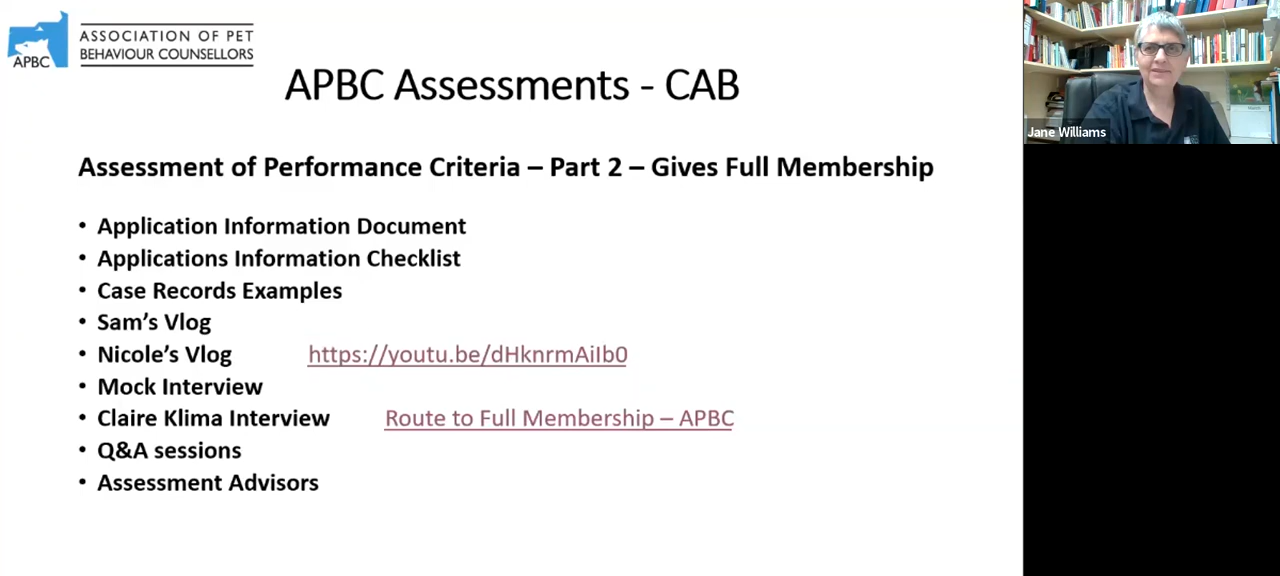 ASSOCIATION OF PET
BEHAVIOUR COUNSELLORS
APBC
APBC Assessments - CAB
Assessment of Performance Criteria – Part 2 – Gives Full Membership
• Application Information Document
• Applications Information Checklist
• Case Records Examples
• Sam's Vlog
• Nicole's Vlog https://youtu.be/dHknrmAiIb0
• Mock Interview
• Claire Klima Interview Route to Full Membership – APBC
• Q&A sessions
• Assessment Advisors
Jane Williams